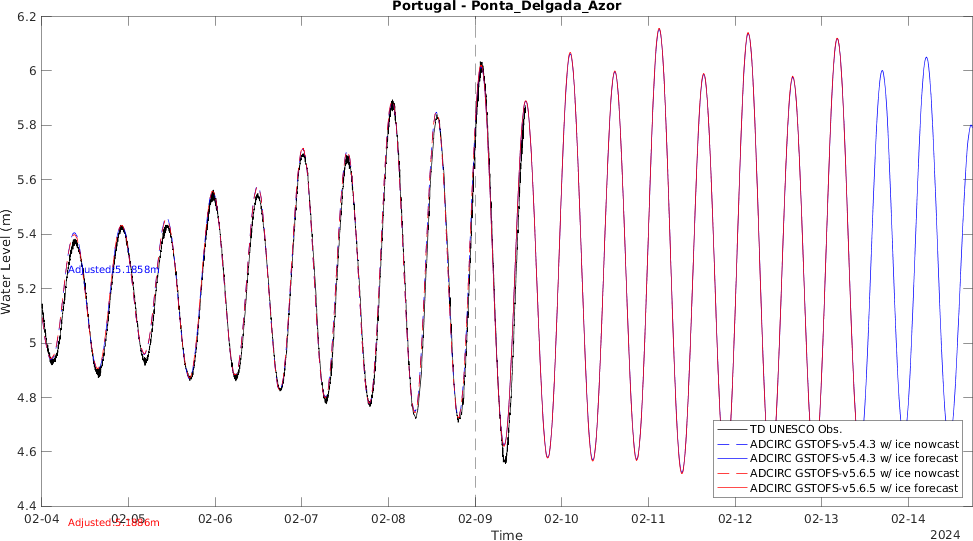 Portugal - Ponta_Delgada_Azor
6.2
6
5.8
5.6
5.4
5.2
5
4.8
4.6
4.4
Water Level (m)
Adjusted:5.1858m
Adjusted:5.1886m
TD UNESCO Obs.
ADCIRC GSTOFS-v5.4.3 w/ ice nowcast
ADCIRC GSTOFS-v5.4.3 w/ ice forecast
ADCIRC GSTOFS-v5.6.5 w/ ice nowcast
ADCIRC GSTOFS-v5.6.5 w/ ice forecast
02-04 02-05 02-06 02-07 02-08 02-09 02-10 02-11 02-12 02-13 02-14
Time
2024